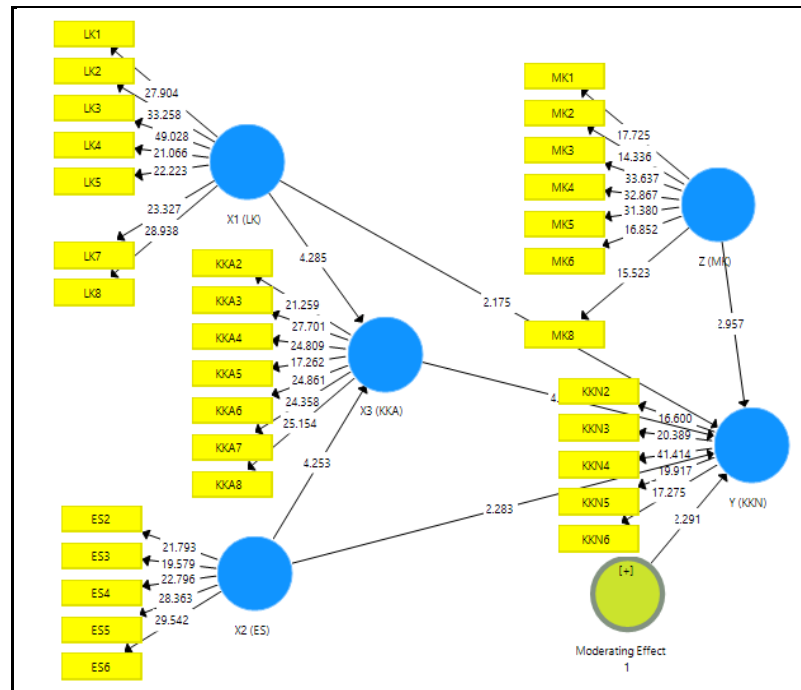 LK1
LK2
LK3
LK4
LK5
LK7
LK8
27.904
33.258
49.028
21.066
22.223
23.327
28.938
X1 (LK)
MK1
MK2
MK3
MK4
MK5
MK6
MK8
17.725
14.336
33.637
32.867
31.380
16.852
15.523
Z (MK)
4.285
2.175
2.957
KKA2
KKA3
KKA4
KKA5
KKA6
KKA7
KKA8
21.259
27.701
24.809
17.262
24.861
24.358
25.154
X3 (KKA)
4.253
2.283
KKN2
KKN3
KKN4
KKN5
KKN6
16.600
20.389
41.414
19.917
17.275
Y (KKN)
2.291
ES2
ES3
ES4
ES5
ES6
21.793
19.579
22.796
28.363
29.542
X2 (ES)
[+]
Moderating Effect
1